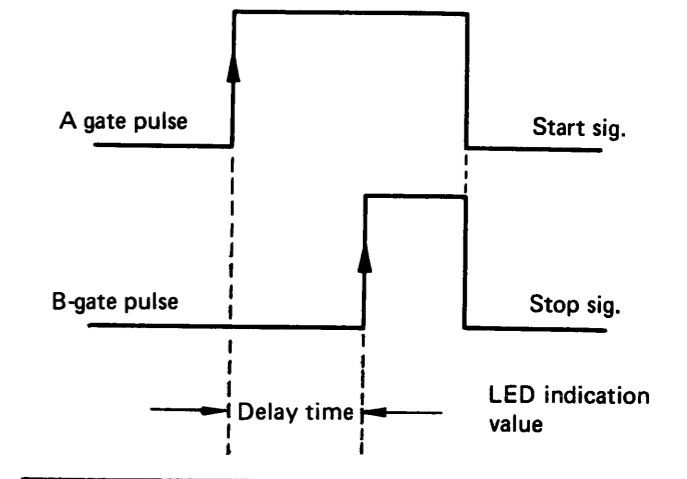 A gate pulse
Start sig.
B-gate pulse
Stop sig.
Delay time
LED indication
value